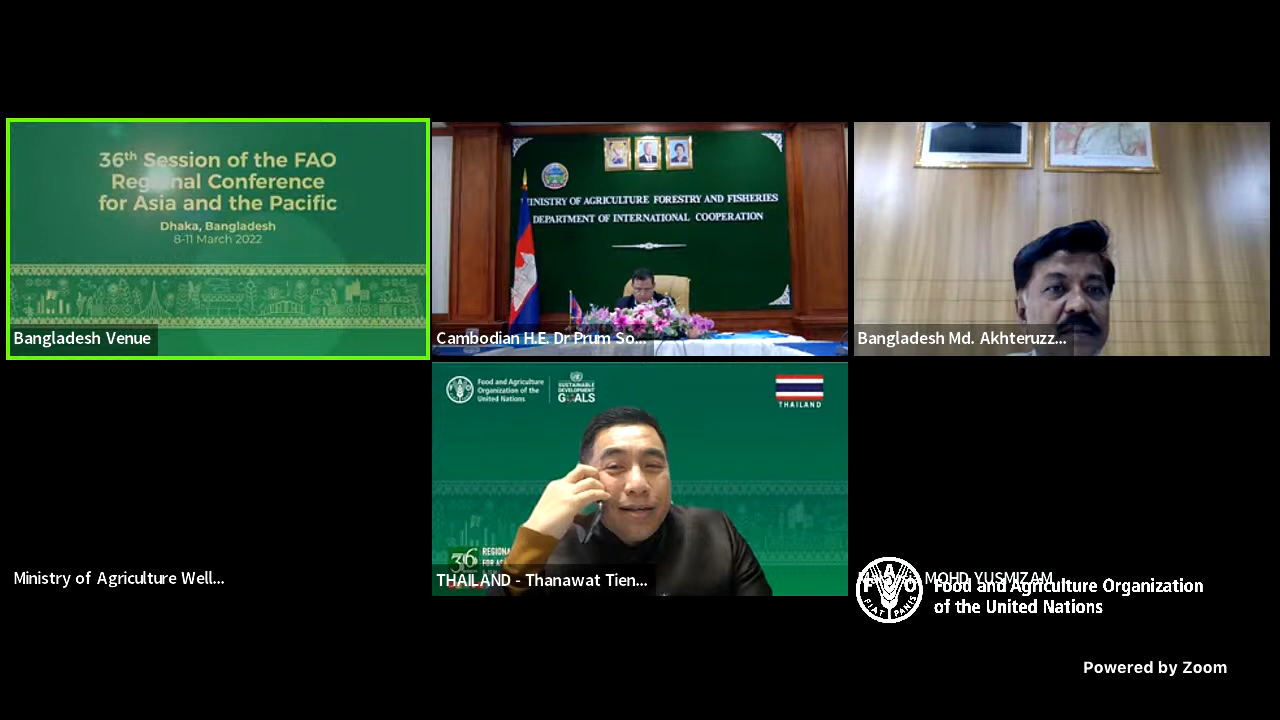 36th Session of the FAO
Regional Conference
for Asia and the Pacific
Dhaka, Bangladesh
8-11 March 2022
Bangladesh Venue
MINISTRY OF AGRICULTURE FORESTRY AND FISHERIES
DEPARTMENT OF INTERNATIONAL COOPERATION
Cambodian H.E. Dr Prum So...
Bangladesh Md. Akhteruzz...
Ministry of Agriculture Well...
Food and Agriculture
Organization of the
United Nations
SUSTAINABLE
DEVELOPMENT
GOALS
THAILAND
36
THAILAND - Thanawat Tien...
MOHD YUSMIZAM
FAO
FIAT PANIS
Food and Agriculture Organization
of the United Nations
Powered by Zoom